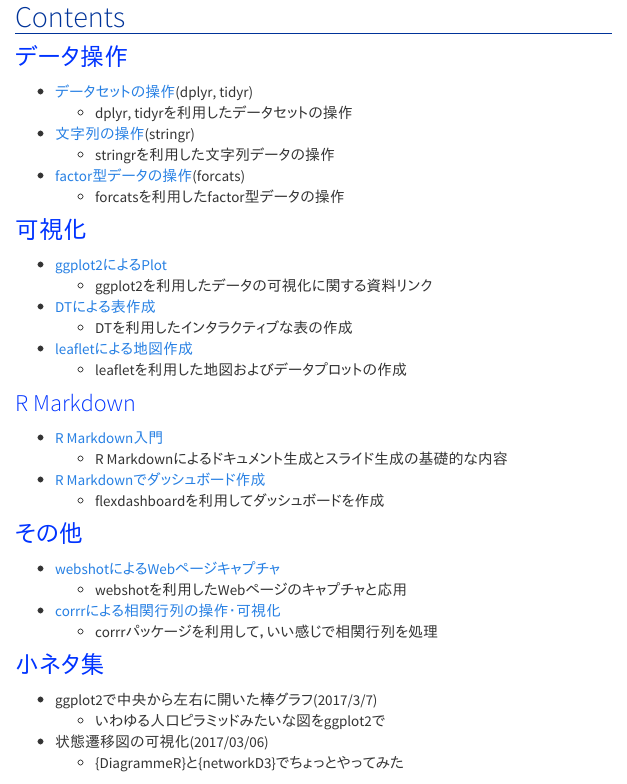 Contents
データ操作
データセットの操作(dplyr, tidyr)
dplyr, tidyrを利用したデータセットの操作
文字列の操作(stringr)
stringrを利用した文字列データの操作
factor型データの操作(forcats)
forcatsを利用したfactor型データの操作
可視化
ggplot2によるPlot
ggplot2を利用したデータの可視化に関する資料リンク
DTによる表作成
DTを利用したインタラクティブな表の作成
leafletによる地図作成
leafletを利用した地図およびデータプロットの作成
R Markdown
R Markdown入門
R Markdownによるドキュメント生成とスライド生成の基礎的な内容
R Markdownでダッシュボード作成
flexdashboardを利用してダッシュボードを作成
その他
webshotによるWebページキャプチャ
webshotを利用したWebページのキャプチャと応用
corrrによる相関行列の操作・可視化
corrrパッケージを利用して, いい感じで相関行列を処理
小ネタ集
ggplot2で中央から左右に開いた棒グラフ(2017/3/7)
いわゆる人口ピラミッドみたいな図をggplot2で
状態遷移図の可視化(2017/03/06)
{DiagrammeR}と{networkD3}でちょっとやってみた